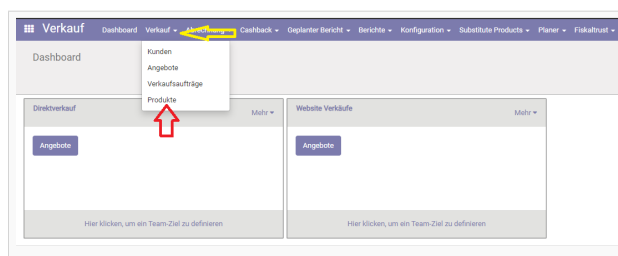 Verkauf Dashboard Verkauf Abrechnung Cashback Geplanter Bericht Berichte Konfiguration Substitute Products Planer Fiskaltrust
Dashboard
Kunden
Angebote
Verkaufsaufträge
Produkte
Direktverkauf Mehr
Angebote
Hier klicken, um ein Team-Ziel zu definieren
Website Verkäufe Mehr
Angebote
Hier klicken, um ein Team-Ziel zu definieren